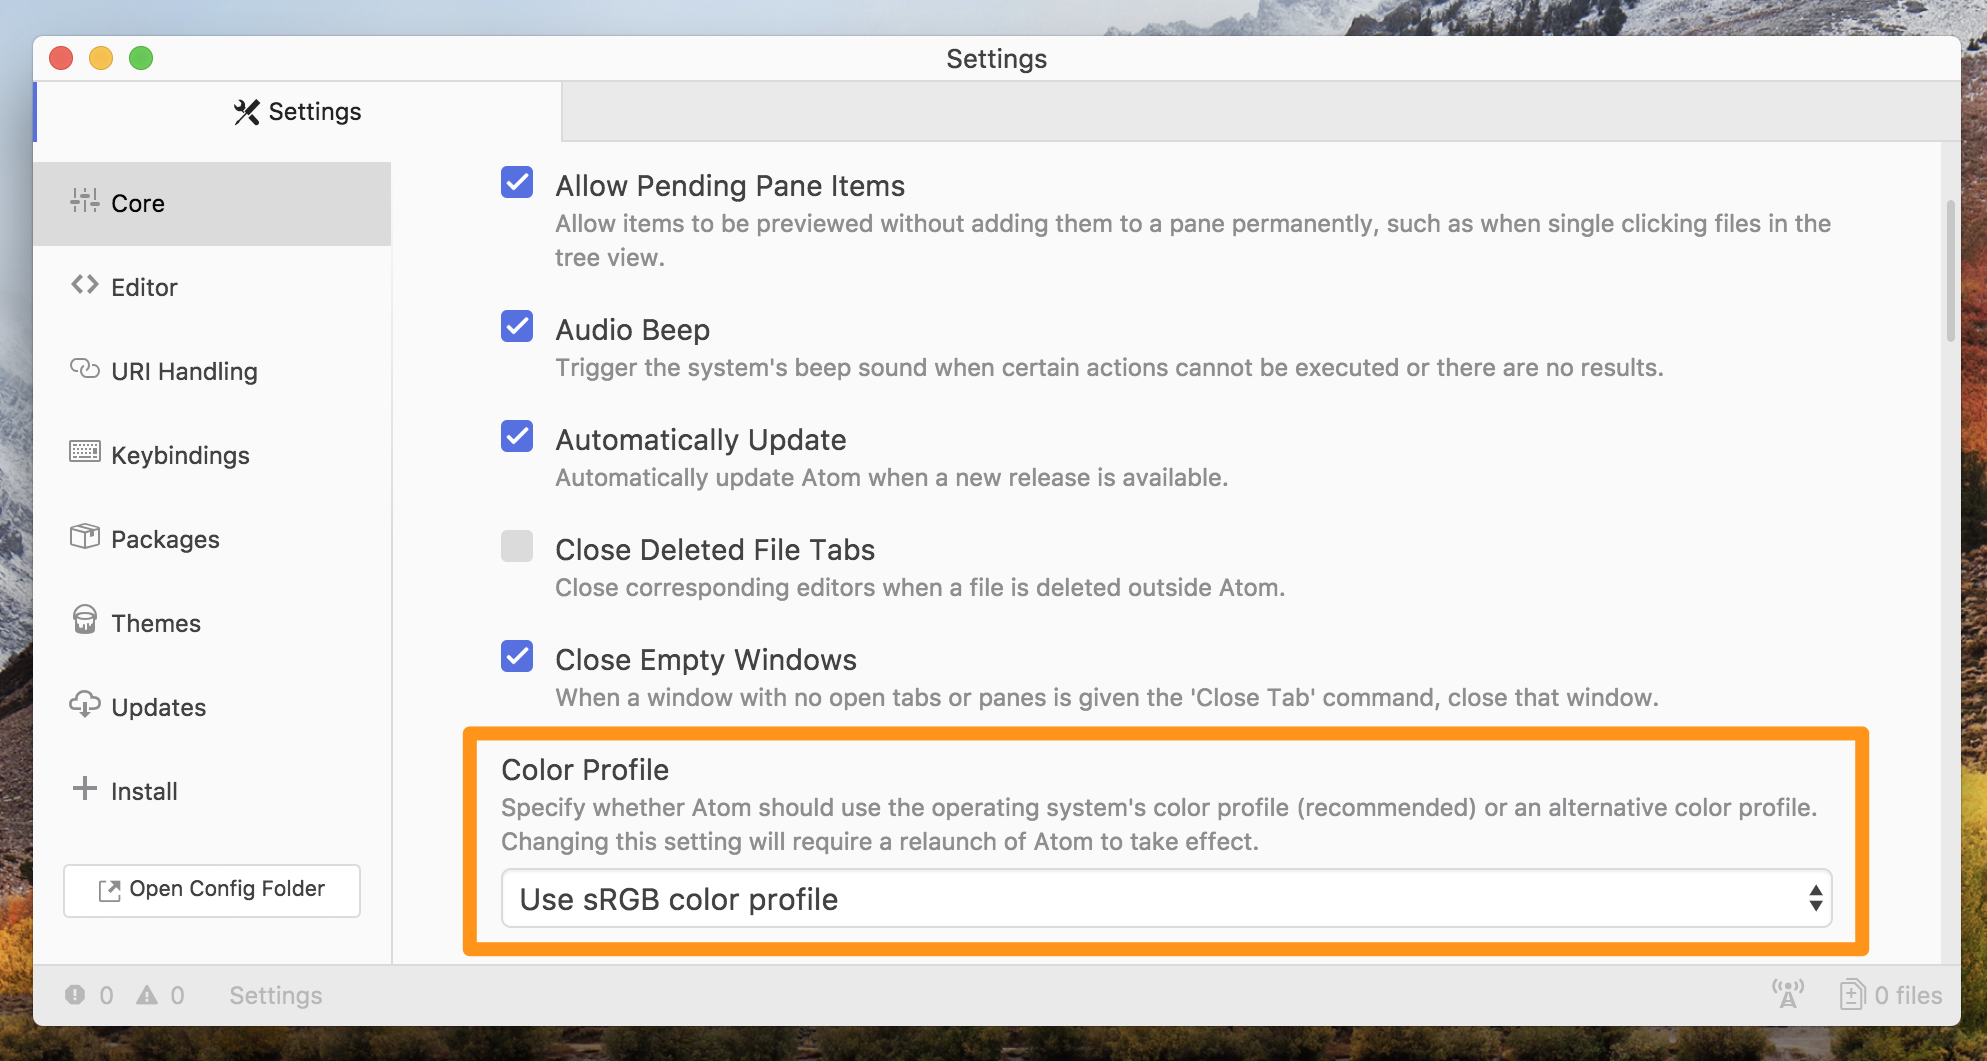 Settings
Settings
Core
Editor
URI Handling
Keybindings
Packages
Themes
Updates
Install
Open Config Folder
Allow Pending Pane Items
Allow items to be previewed without adding them to a pane permanently, such as when single clicking files in the
tree view.
Audio Beep
Trigger the system's beep sound when certain actions cannot be executed or there are no results.
Automatically Update
Automatically update Atom when a new release is available.
Close Deleted File Tabs
Close corresponding editors when a file is deleted outside Atom.
Close Empty Windows
When a window with no open tabs or panes is given the 'Close Tab' command, close that window.
Color Profile
Specify whether Atom should use the operating system's color profile (recommended) or an alternative color profile.
Changing this setting will require a relaunch of Atom to take effect.
Use sRGB color profile
0 0 Settings 0 files